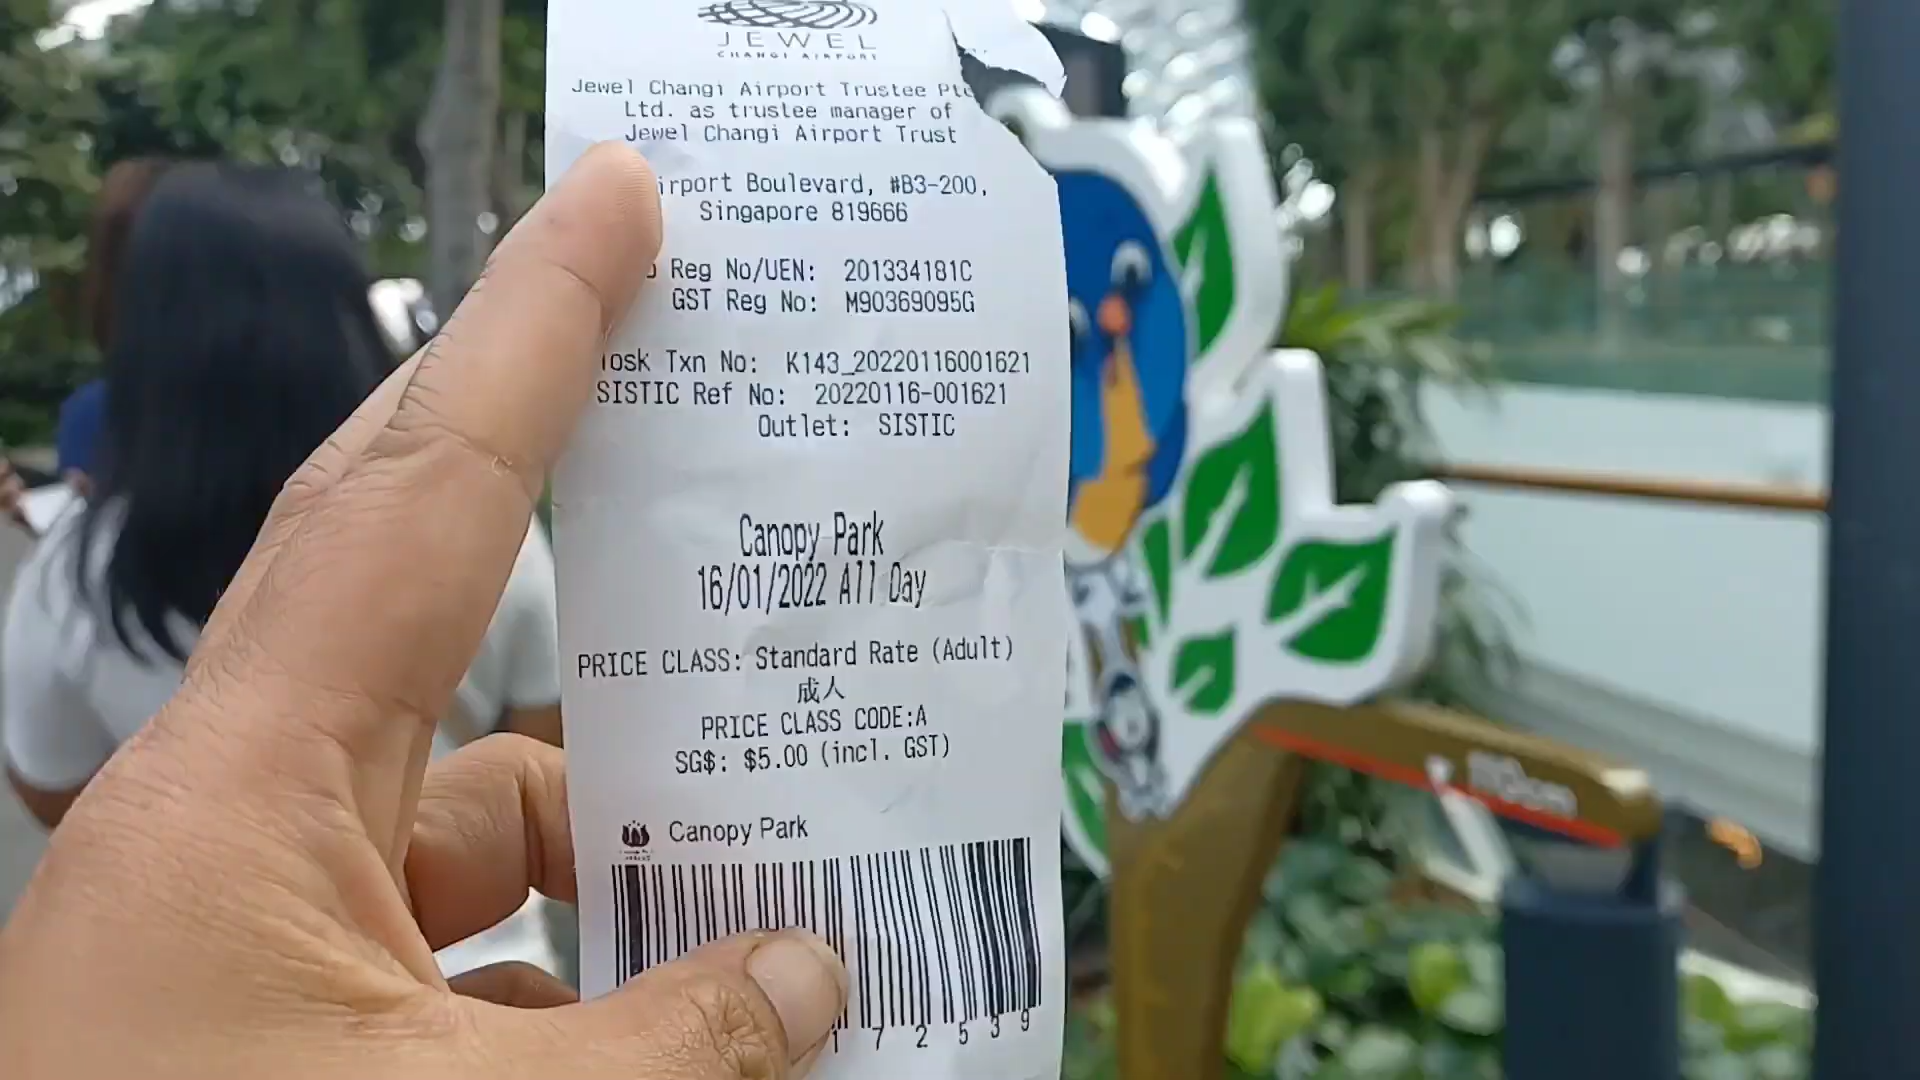 JEWEL
CHANGI AIRPORT
Jewel Changi Airport Trustee
Ltd. as trustee manager of
Jewel Changi Airport Trust
Boulevard, #B3-200,
Singapore 819666
Reg No/UEN: 201334181C
GST Reg No: M90369095G
Txn No: K143_20220116001621
SISTIC Ref No: 20220116-001621
Outlet: SISTIC
Canopy Park
16/01/2022 All Day
PRICE CLASS: Standard Rate (Adult)
成人
PRICE CLASS CODE:A
SG$: $5.00 (incl. GST)
Canopy Park
1 7 2 5 3 9
110cm